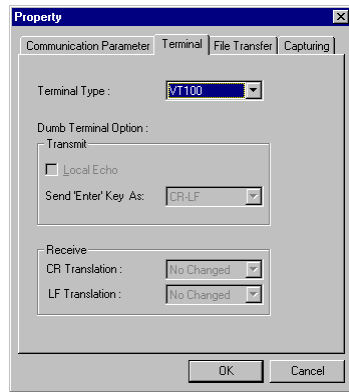 Property
Communication Parameter Terminal File Transfer Capturing
Terminal Type : VT100
Dumb Terminal Option :
Transmit
Local Echo
Send 'Enter' Key As: CR-LF
Receive
CR Translation : No Changed
LF Translation : No Changed
OK Cancel